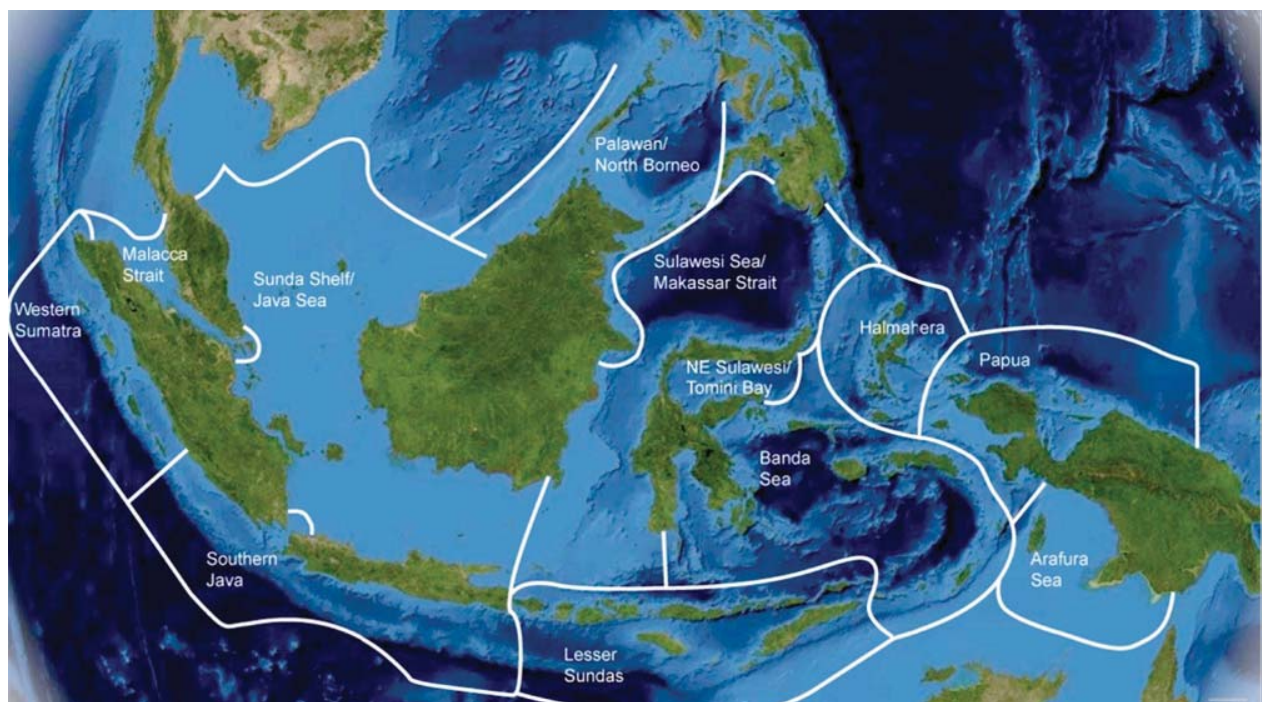 Palawan/
North Borneo
Malacca
Strait
Sunda Shelf/
Java Sea
Sulawesi Sea/
Makassar Strait
Western
Sumatra
Halmahera
Papua
NE Sulawesi/
Tomini Bay
Banda
Sea
Southern
Java
Arafura
Sea
Lesser
Sundas